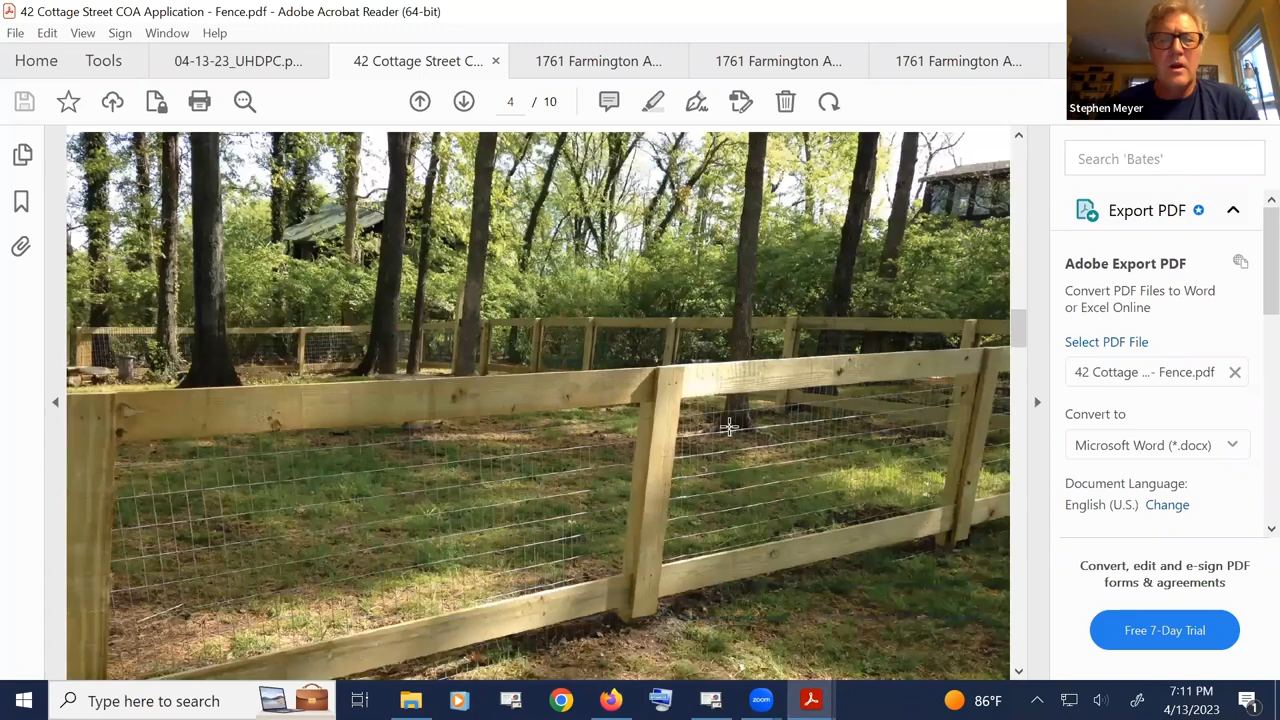 42 Cottage Street COA Application - Fence.pdf - Adobe Acrobat Reader (64-bit)
File Edit View Sign Window Help
Home Tools 04-13-23_UHDPC.p... 42 Cottage Street C... × 1761 Farmington A... 1761 Farmington A... 1761 Farmington A...
Stephen Meyer
4 / 10
Search 'Bates'
Export PDF
Adobe Export PDF
Convert PDF Files to Word
or Excel Online
Select PDF File
42 Cottage ...- Fence.pdf
Convert to
Microsoft Word (*.docx)
Document Language:
English (U.S.) Change
Convert, edit and e-sign PDF
forms & agreements
Free 7-Day Trial
Type here to search
zoom
86°F
7:11 PM
4/13/2023
1